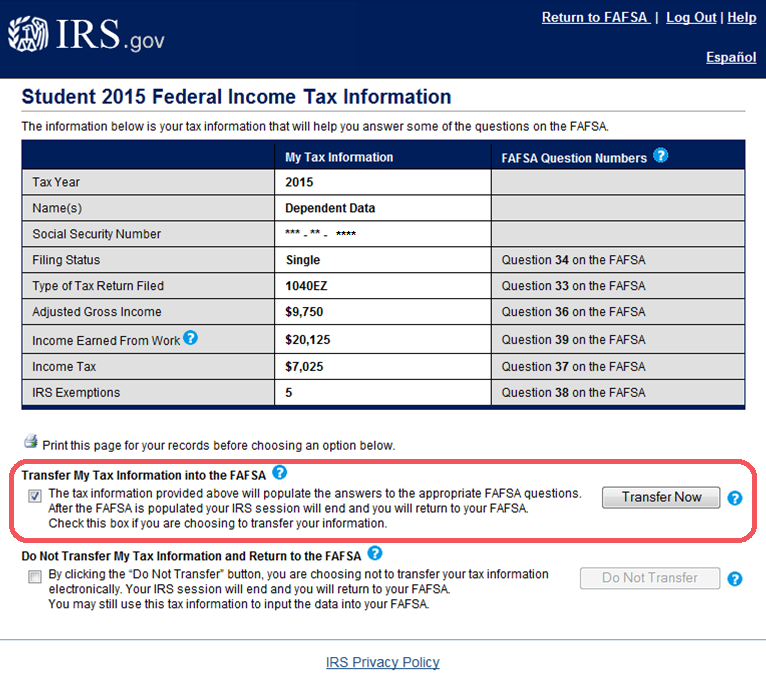 Return to FAFSA | Log Out | Help
IRS.gov
Español
Student 2015 Federal Income Tax Information
The information below is your tax information that will help you answer some of the questions on the FAFSA.
My Tax Information FAFSA Question Numbers ?
Tax Year 2015
Name(s) Dependent Data
Social Security Number *** - ** - ****
Filing Status Single Question 34 on the FAFSA
Type of Tax Return Filed 1040EZ Question 33 on the FAFSA
Adjusted Gross Income $9,750 Question 36 on the FAFSA
Income Earned From Work ? $20,125 Question 39 on the FAFSA
Income Tax $7,025 Question 37 on the FAFSA
IRS Exemptions 5 Question 38 on the FAFSA
Print this page for your records before choosing an option below.
Transfer My Tax Information into the FAFSA ?
The tax information provided above will populate the answers to the appropriate FAFSA questions.
After the FAFSA is populated your IRS session will end and you will return to your FAFSA.
Check this box if you are choosing to transfer your information.
Transfer Now ?
Do Not Transfer My Tax Information and Return to the FAFSA ?
By clicking the “Do Not Transfer” button, you are choosing not to transfer your tax information
electronically. Your IRS session will end and you will return to your FAFSA.
You may still use this tax information to input the data into your FAFSA.
Do Not Transfer ?
IRS Privacy Policy